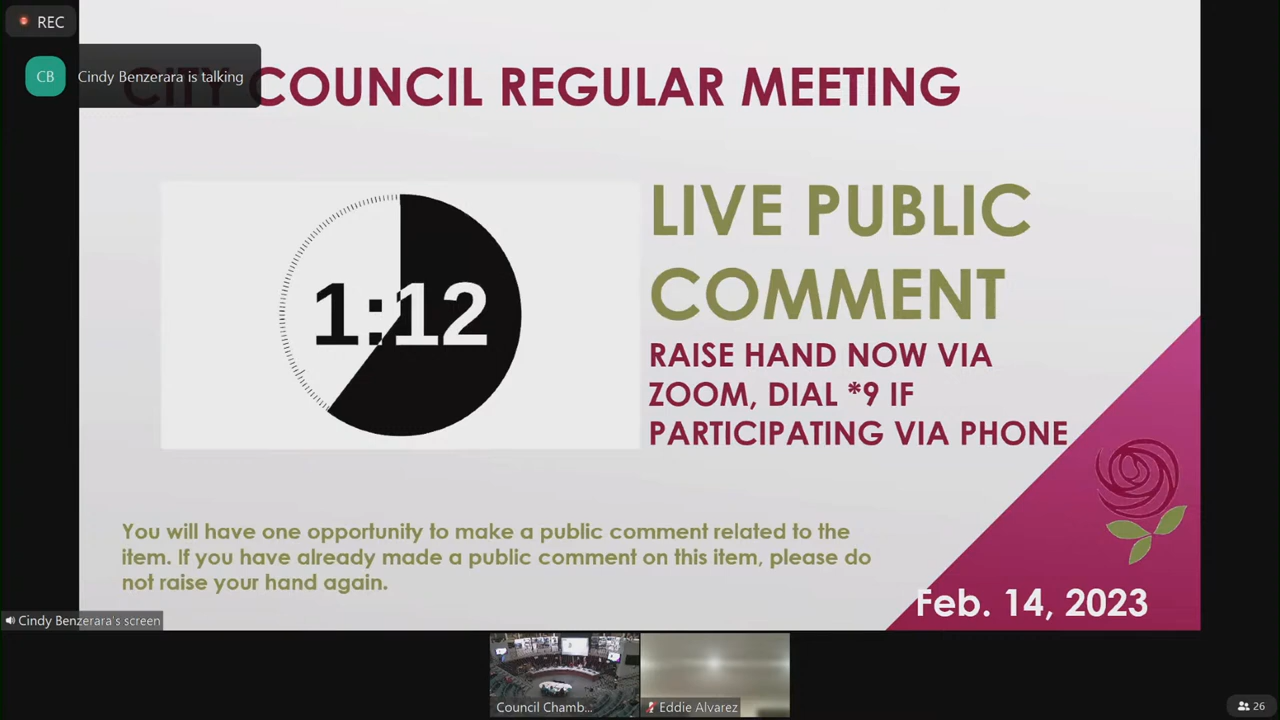 REC
CB Cindy Benzerara is talking
CITY COUNCIL REGULAR MEETING
1:12
LIVE PUBLIC
COMMENT
RAISE HAND NOW VIA
ZOOM, DIAL *9 IF
PARTICIPATING VIA PHONE
You will have one opportunity to make a public comment related to the
item. If you have already made a public comment on this item, please do
not raise your hand again.
Feb. 14, 2023
Cindy Benzerara's screen
Council Chamb...
Eddie Alvarez
26